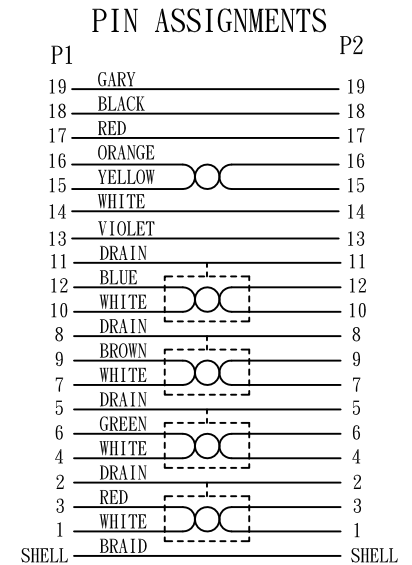 PIN ASSIGNMENTS
P1 P2
19 GARY 19
18 BLACK 18
17 RED 17
16 ORANGE 16
15 YELLOW 15
14 WHITE 14
13 VIOLET 13
11 DRAIN 11
12 BLUE 12
10 WHITE 10
8 DRAIN 8
9 BROWN 9
7 WHITE 7
5 DRAIN 5
6 GREEN 6
4 WHITE 4
2 DRAIN 2
3 RED 3
1 WHITE 1
SHELL BRAID SHELL